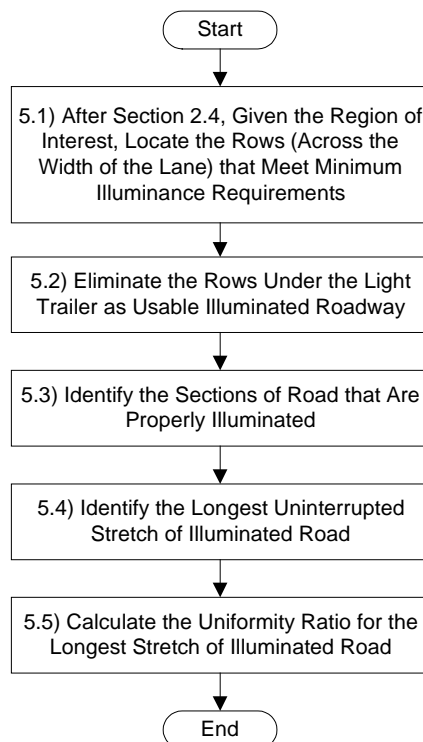 Start
5.1) After Section 2.4, Given the Region of
Interest, Locate the Rows (Across the
Width of the Lane) that Meet Minimum
Illuminance Requirements
5.2) Eliminate the Rows Under the Light
Trailer as Usable Illuminated Roadway
5.3) Identify the Sections of Road that Are
Properly Illuminated
5.4) Identify the Longest Uninterrupted
Stretch of Illuminated Road
5.5) Calculate the Uniformity Ratio for the
Longest Stretch of Illuminated Road
End